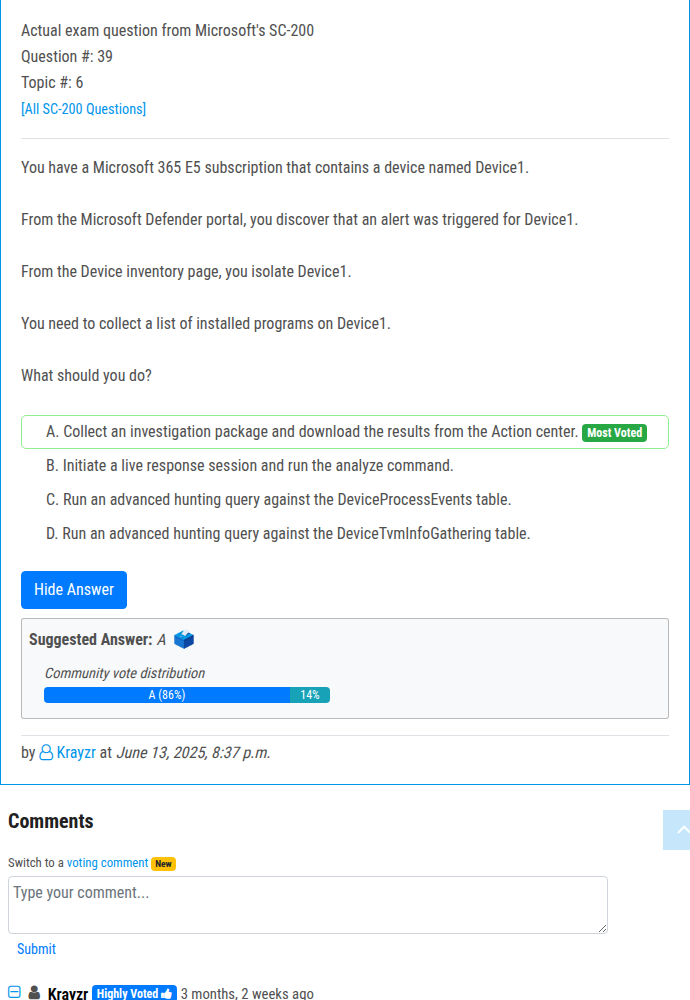 Actual exam question from Microsoft's SC-200
Question #: 39
Topic #: 6
[All SC-200 Questions]
You have a Microsoft 365 E5 subscription that contains a device named Device1.
From the Microsoft Defender portal, you discover that an alert was triggered for Device1.
From the Device inventory page, you isolate Device1.
You need to collect a list of installed programs on Device1.
What should you do?
A. Collect an investigation package and download the results from the Action center. Most Voted
B. Initiate a live response session and run the analyze command.
C. Run an advanced hunting query against the DeviceProcessEvents table.
D. Run an advanced hunting query against the DeviceTvmInfoGathering table.
Hide Answer
Suggested Answer: A
Community vote distribution
A (86%) 14%
by Krayzr at June 13, 2025, 8:37 p.m.
Comments
Switch to a voting comment New
Type your comment...
Submit
Krayzr Highly Voted 3 months, 2 weeks ago